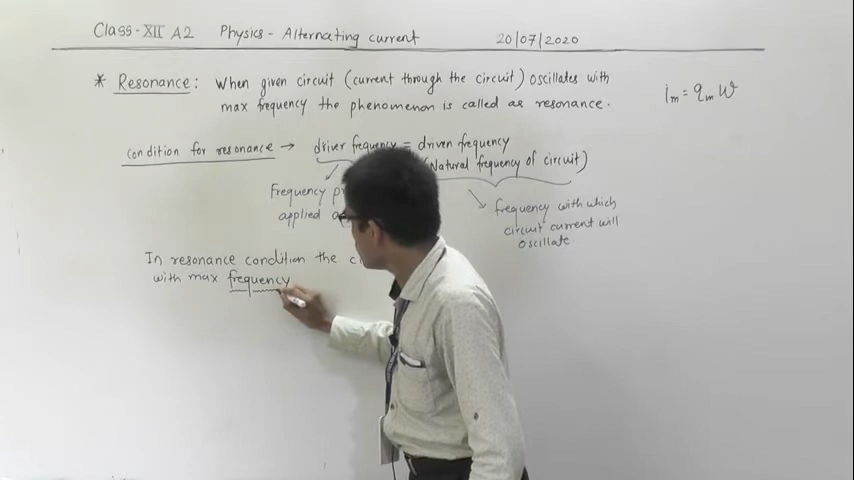 Class-XII A2 Physics - Alternating current 20/07/2020
* Resonance: When given circuit (current through the circuit) oscillates with
max frequency the phenomenon is called as resonance.
im = qm ω
condition for resonance → driver frequency = driven frequency
(Natural frequency of circuit)
Frequency
applied
frequency with which
circuit current will
oscillate
In resonance condition the
with max frequency